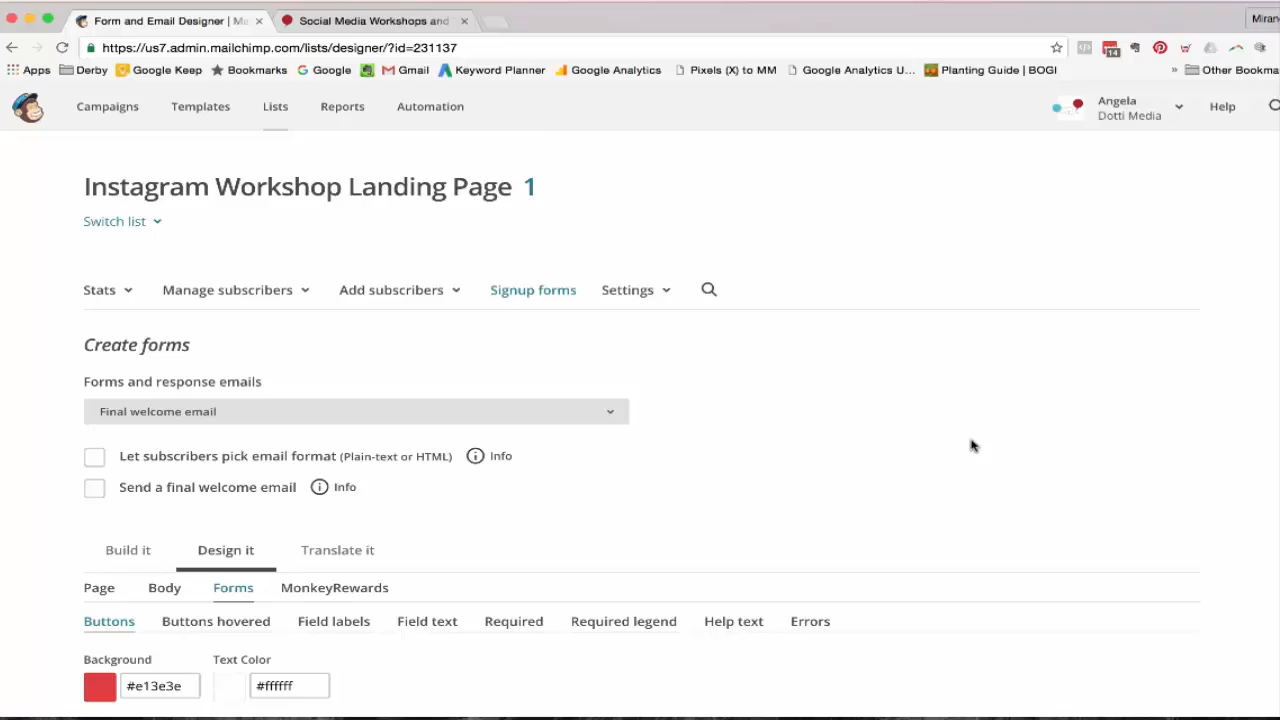 Form and Email Designer | M
Social Media Workshops and
Miran
https://us7.admin.mailchimp.com/lists/designer/?id=231137
14
Apps Derby Google Keep Bookmarks Google Gmail Keyword Planner Google Analytics Pixels (X) to MM Google Analytics U... Planting Guide | BOGI » Other Bookma
Campaigns Templates Lists Reports Automation
Angela
Dotti Media
Help
Instagram Workshop Landing Page 1
Switch list
Stats Manage subscribers Add subscribers Signup forms Settings
Create forms
Forms and response emails
Final welcome email
Let subscribers pick email format (Plain-text or HTML) Info
Send a final welcome email Info
Build it Design it Translate it
Page Body Forms MonkeyRewards
Buttons Buttons hovered Field labels Field text Required Required legend Help text Errors
Background Text Color
#e13e3e #ffffff